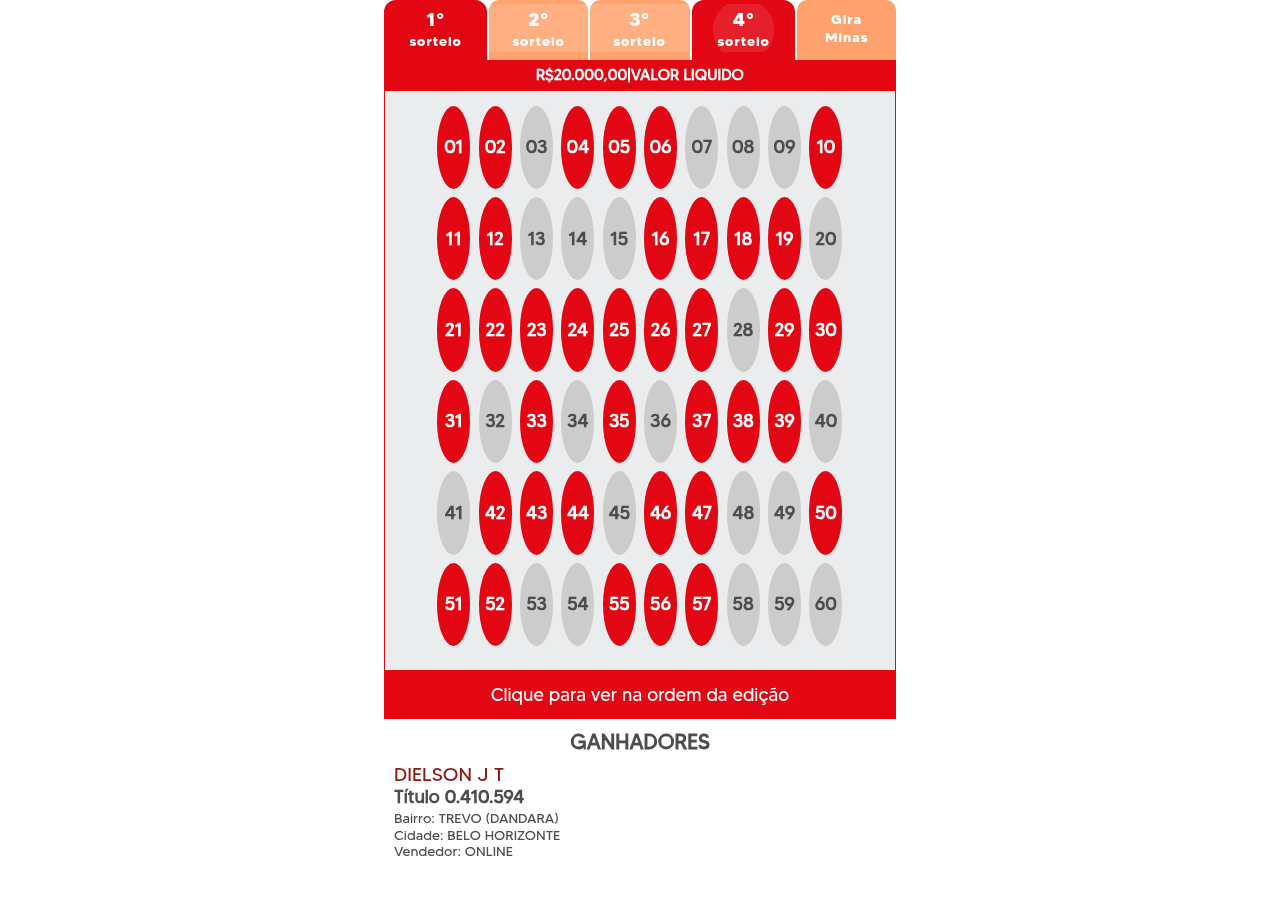 1° 2° 3° 4° Gira
sorteio sorteio sorteio sorteio Minas
R$20.000,00|VALOR LIQUIDO
01 02 03 04 05 06 07 08 09 10
11 12 13 14 15 16 17 18 19 20
21 22 23 24 25 26 27 28 29 30
31 32 33 34 35 36 37 38 39 40
41 42 43 44 45 46 47 48 49 50
51 52 53 54 55 56 57 58 59 60
Clique para ver na ordem da edição
GANHADORES
DIELSON J T
Título 0.410.594
Bairro: TREVO (DANDARA)
Cidade: BELO HORIZONTE
Vendedor: ONLINE